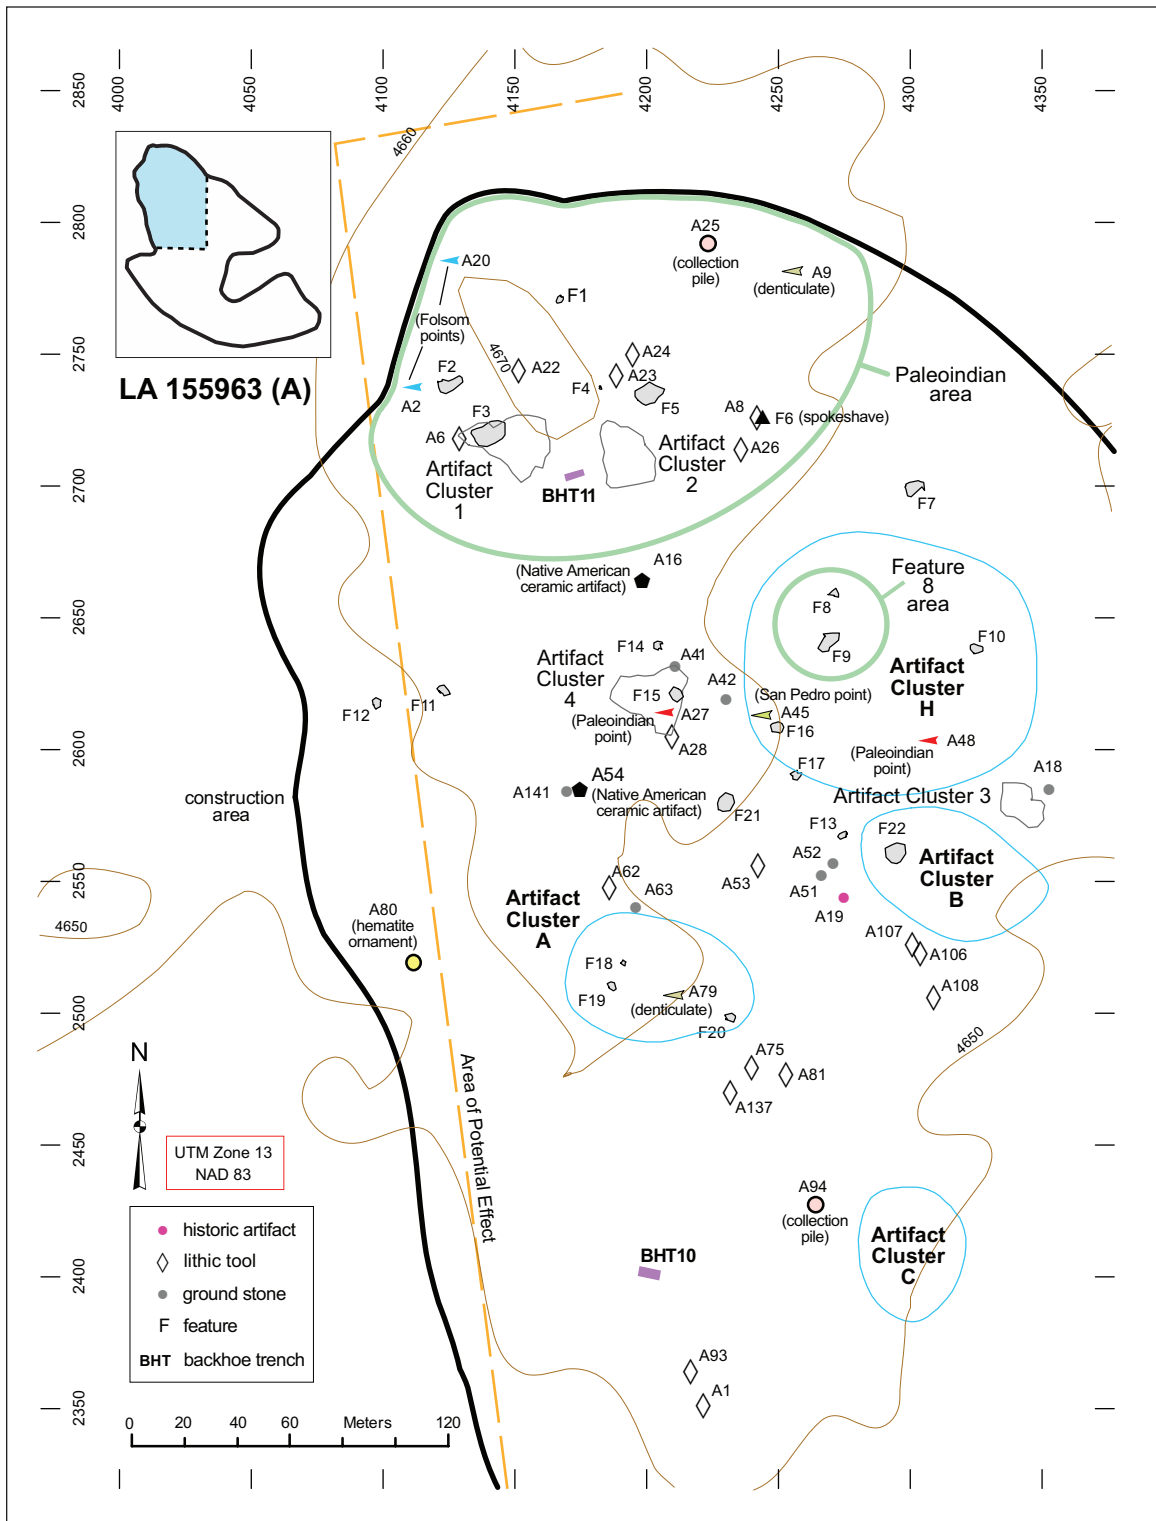 4000
4100
4150
4200
4250
4300
4350
2850
2800
2750
2700
2650
2600
2550
2500
2450
2400
2350
LA 155963 (A)
4660
A25
(collection
pile)
A9
(denticulate)
A20
(Folsom
points)
F1
4670
A22
A24
A23
F4
F5
F2
A2
F3
A6
Artifact
Cluster
1
A8
F6 (spokeshave)
A26
Artifact
Cluster
2
BHT11
Paleoindian
area
F7
A16
(Native American
ceramic artifact)
Feature
8
area
F8
F9
F10
Artifact
Cluster
H
F14
A41
Artifact
Cluster
4
F15
A42
(San Pedro point)
A45
F16
A27
(Paleoindian
point)
A28
A48
(Paleoindian
point)
F12
F11
F17
A18
A54
A141
(Native American
ceramic artifact)
Artifact Cluster 3
construction
area
F21
F13
F22
A52
A51
A53
A19
Artifact
Cluster
B
A62
A63
Artifact
Cluster
A
A80
(hematite
ornament)
4650
A107
A106
A108
F18
F19
A79
(denticulate)
F20
4650
A75
A81
A137
Area of Potential Effect
N
UTM Zone 13
NAD 83
A94
(collection
pile)
Artifact
Cluster
C
BHT10
A93
A1
historic artifact
lithic tool
ground stone
F feature
BHT backhoe trench
0 20 40 60 Meters 120